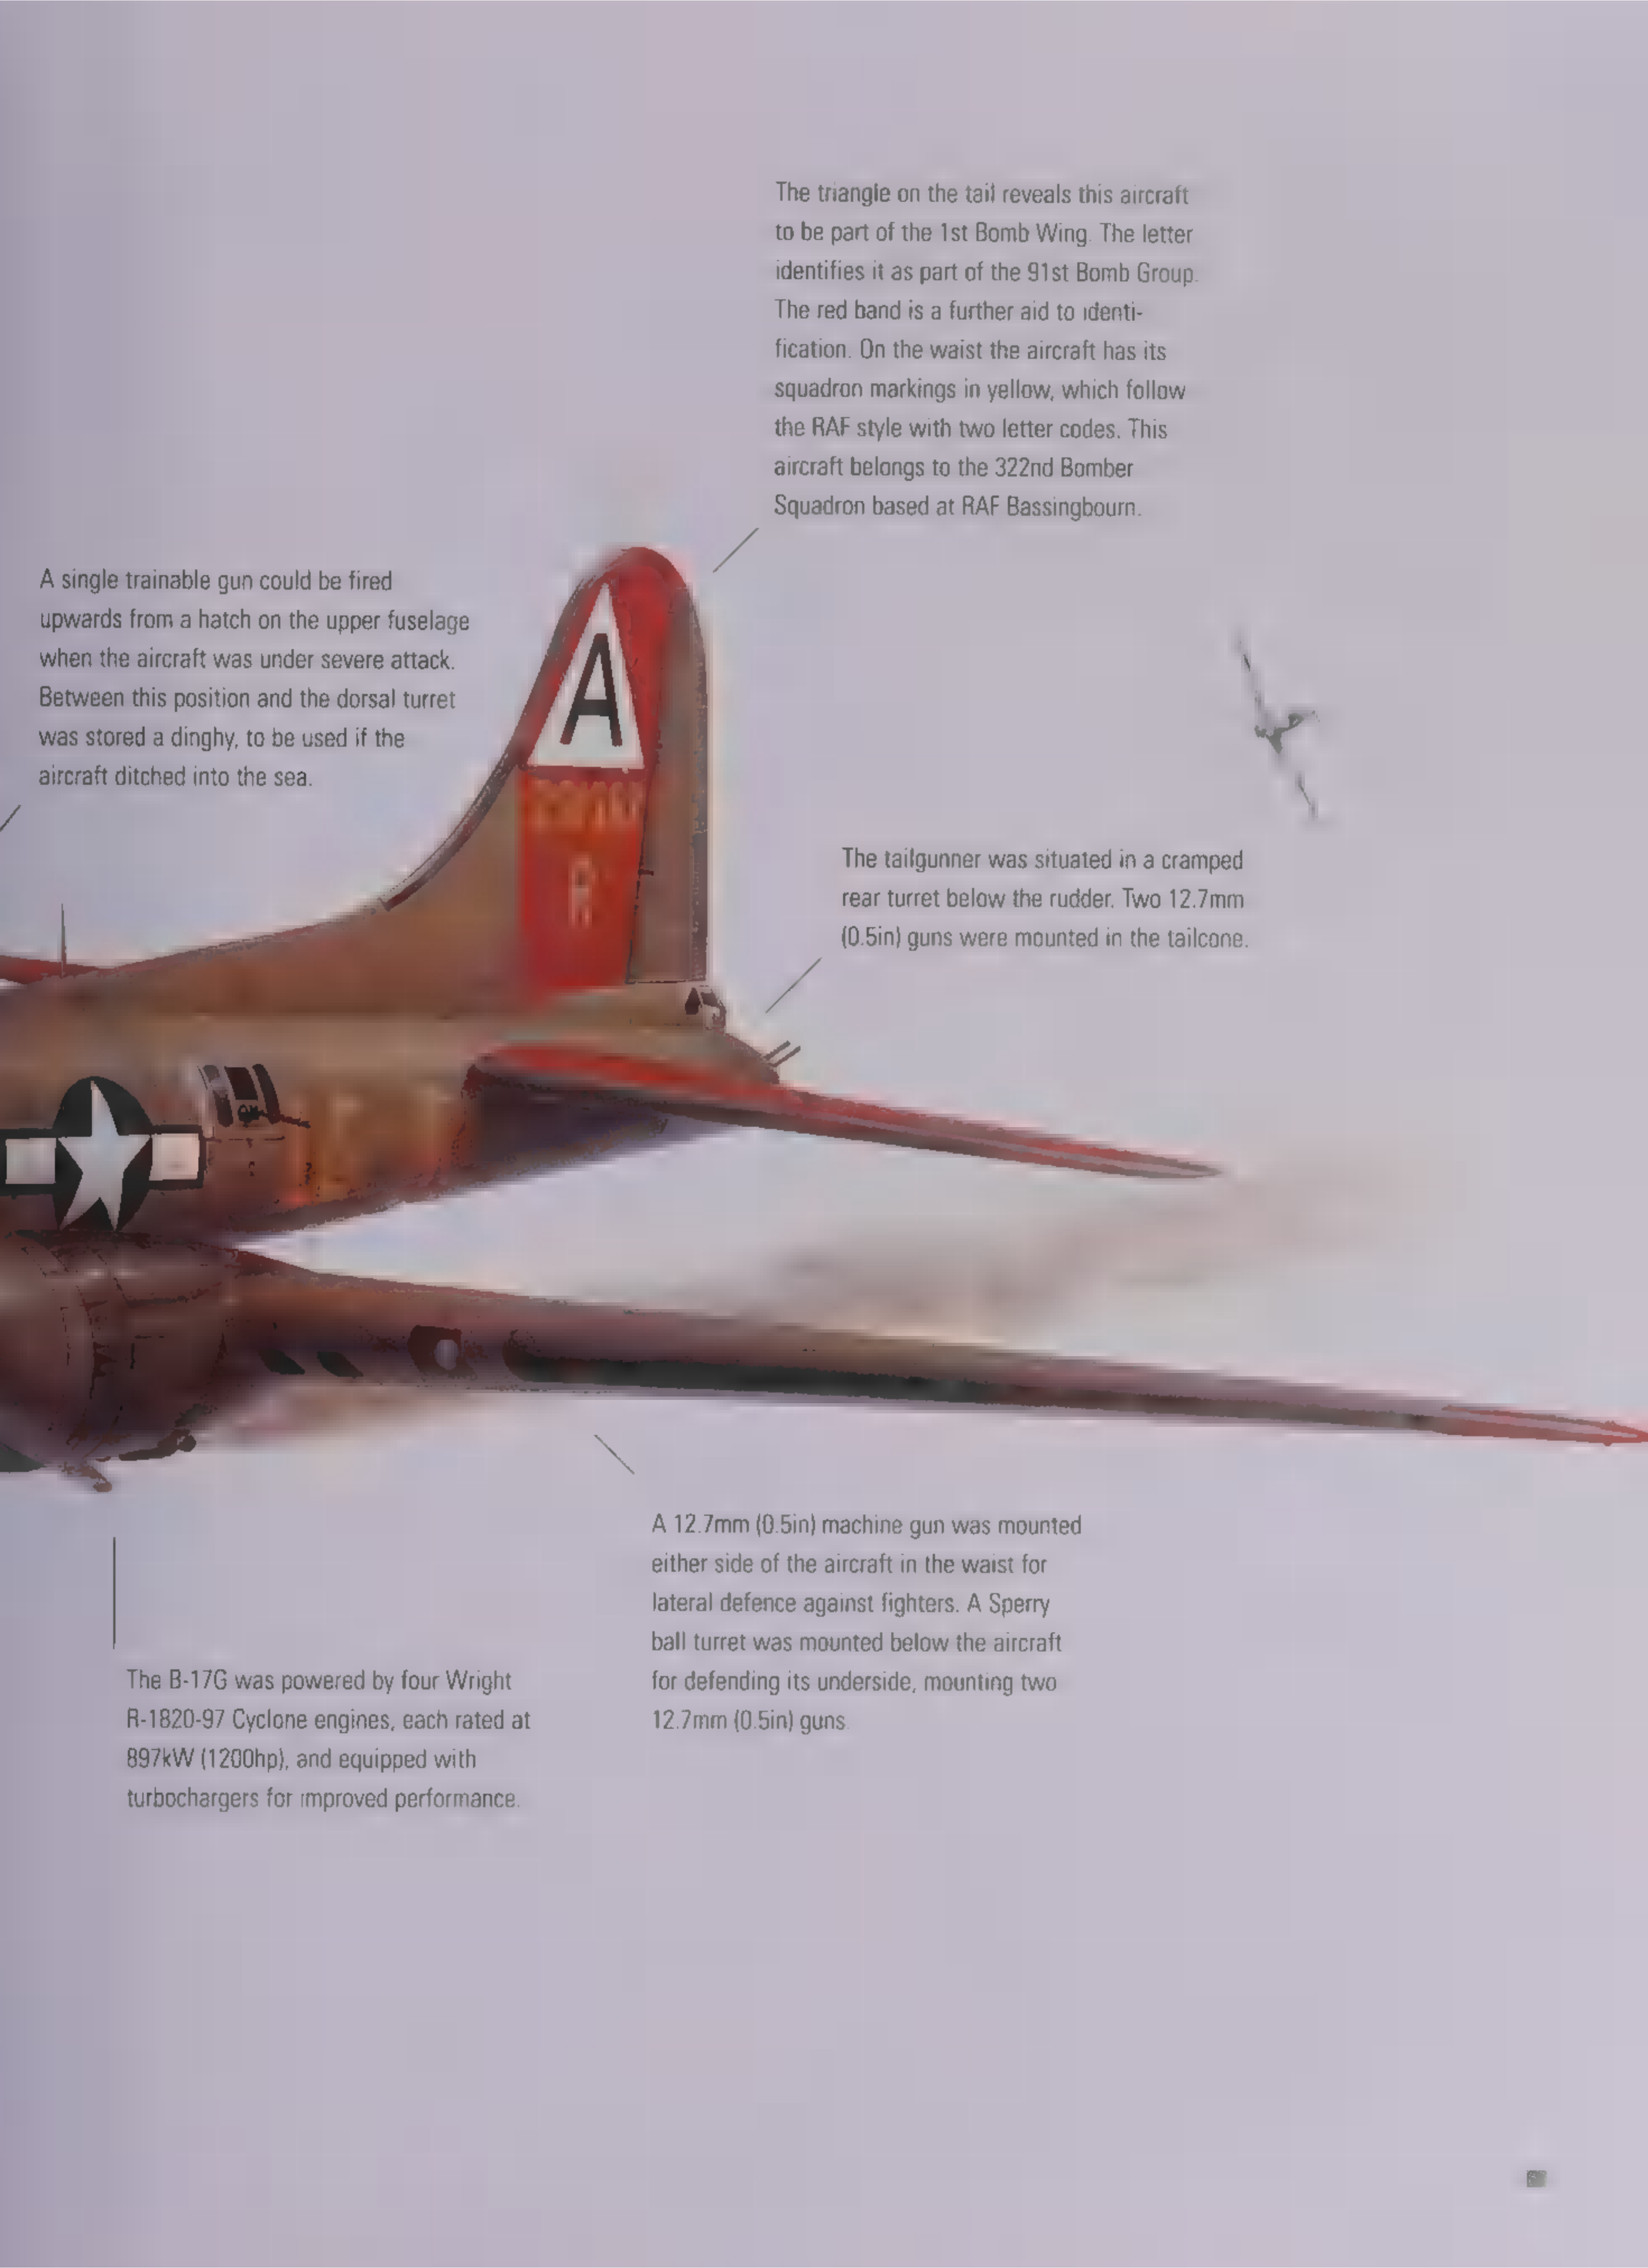 The triangle on the tail reveals this aircraft
to be part of the 1st Bomb Wing. The letter
identifies it as part of the 91st Bomb Group.
The red band is a further aid to identi-
fication. On the waist the aircraft has its
squadron markings in yellow, which follow
the RAF style with two letter codes. This
aircraft belongs to the 322nd Bomber
Squadron based at RAF Bassingbourn.
A single trainable gun could be fired
upwards from a hatch on the upper fuselage
when the aircraft was under severe attack.
Between this position and the dorsal turret
was stored a dinghy, to be used if the
aircraft ditched into the sea.
A
R
The tailgunner was situated in a cramped
rear turret below the rudder. Two 12.7mm
(0.5in) guns were mounted in the tailcone.
A 12.7mm (0.5in) machine gun was mounted
either side of the aircraft in the waist for
lateral defence against fighters. A Sperry
ball turret was mounted below the aircraft
for defending its underside, mounting two
12.7mm (0.5in) guns.
The B-17G was powered by four Wright
R-1820-97 Cyclone engines, each rated at
897kW (1200hp), and equipped with
turbochargers for improved performance.